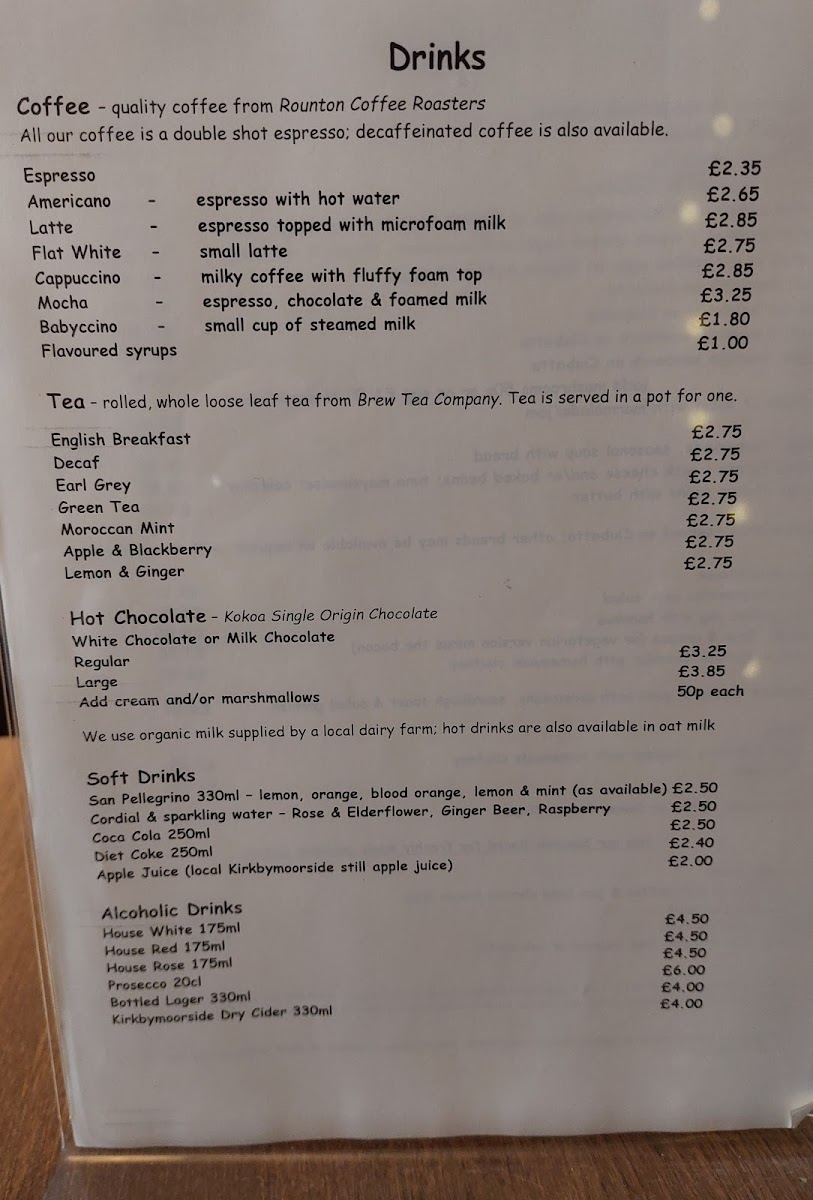 Drinks
Coffee - quality coffee from Rounton Coffee Roasters
All our coffee is a double shot espresso; decaffeinated coffee is also available.
Espresso £2.35
Americano - espresso with hot water £2.65
Latte - espresso topped with microfoam milk £2.85
Flat White - small latte £2.75
Cappuccino - milky coffee with fluffy foam top £2.85
Mocha - espresso, chocolate & foamed milk £3.25
Babyccino - small cup of steamed milk £1.80
Flavoured syrups £1.00
Tea - rolled, whole loose leaf tea from Brew Tea Company. Tea is served in a pot for one.
English Breakfast £2.75
Decaf £2.75
Earl Grey £2.75
Green Tea £2.75
Moroccan Mint £2.75
Apple & Blackberry £2.75
Lemon & Ginger £2.75
Hot Chocolate - Kokoa Single Origin Chocolate
White Chocolate or Milk Chocolate
Regular £3.25
Large £3.85
Add cream and/or marshmallows 50p each
We use organic milk supplied by a local dairy farm; hot drinks are also available in oat milk
Soft Drinks
San Pellegrino 330ml - lemon, orange, blood orange, lemon & mint (as available) £2.50
Cordial & sparkling water - Rose & Elderflower, Ginger Beer, Raspberry £2.50
Coca Cola 250ml £2.50
Diet Coke 250ml £2.40
Apple Juice (local Kirkbymoorside still apple juice) £2.00
Alcoholic Drinks
House White 175ml £4.50
House Red 175ml £4.50
House Rose 175ml £4.50
Prosecco 20cl £6.00
Bottled Lager 330ml £4.00
Kirkbymoorside Dry Cider 330ml £4.00